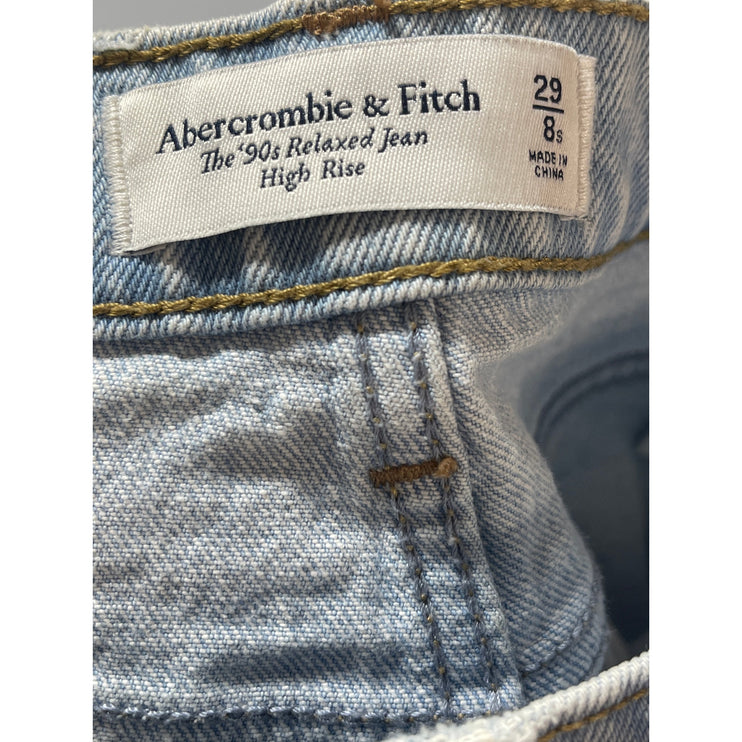 Abercrombie & Fitch
The ‘90s Relaxed Jean
High Rise
29
8s
MADE IN
CHINA